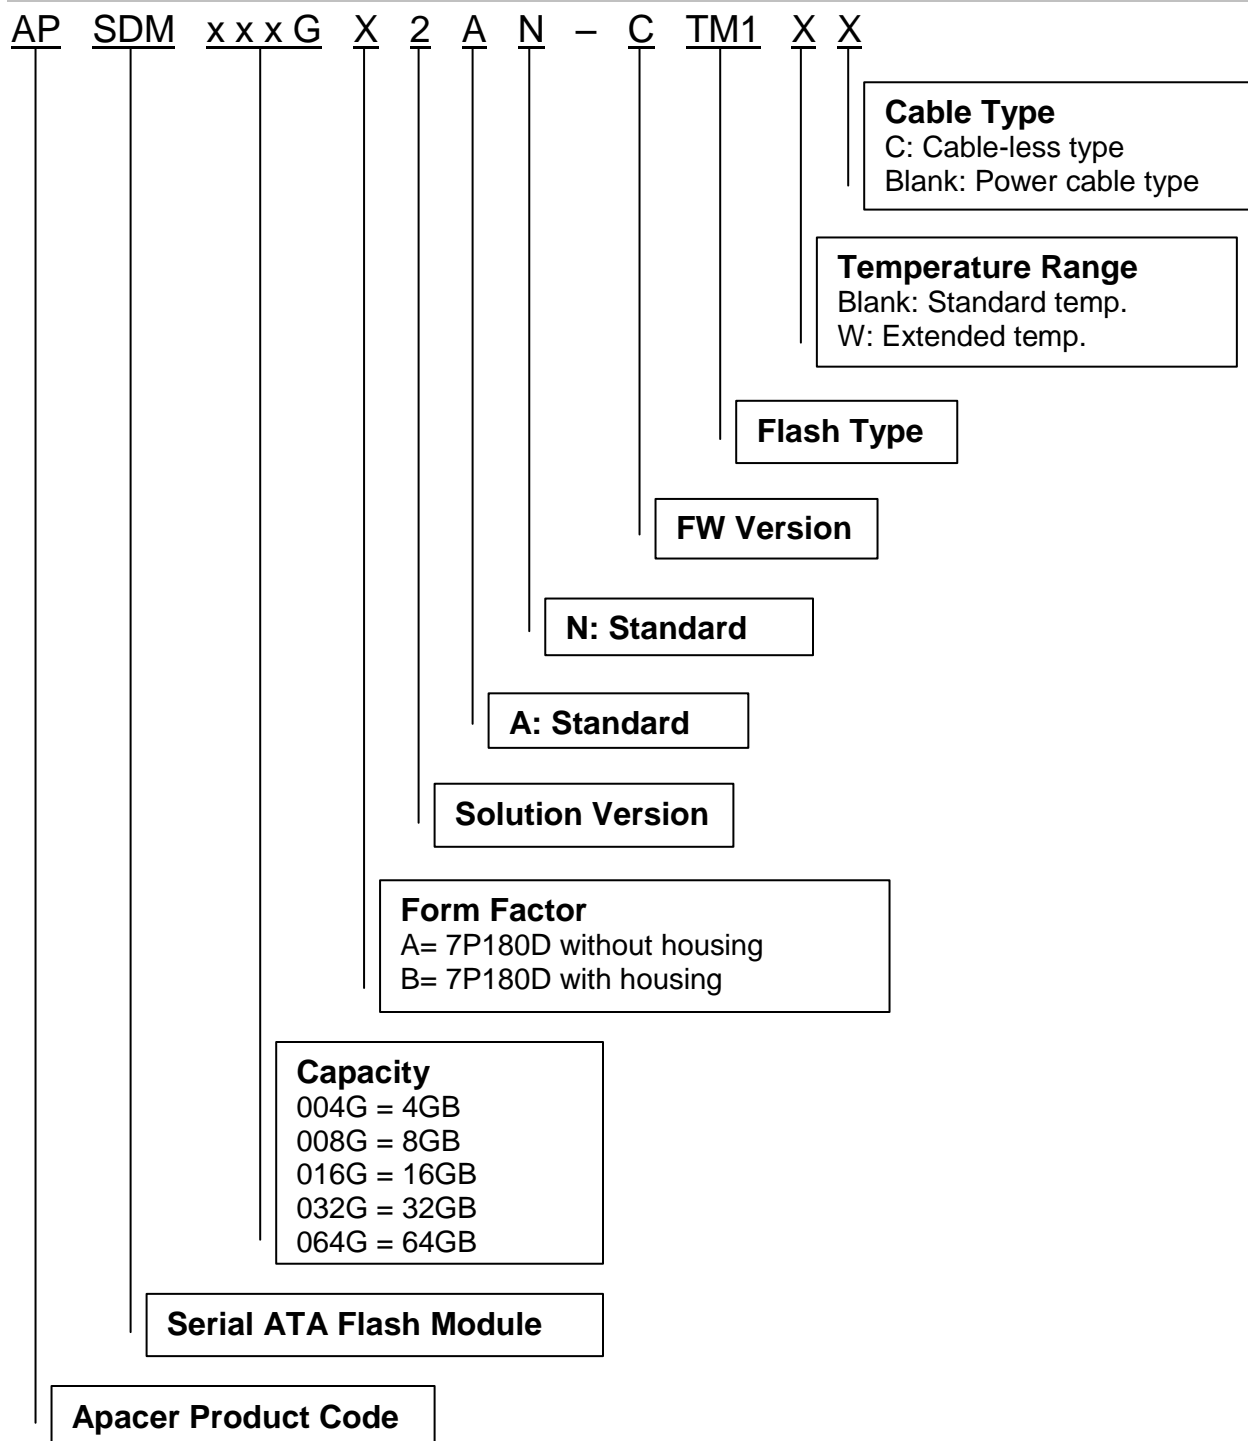 AP SDM x x x G X 2 A N – C TM1 X X
Cable Type
C: Cable-less type
Blank: Power cable type
Temperature Range
Blank: Standard temp.
W: Extended temp.
Flash Type
FW Version
N: Standard
A: Standard
Solution Version
Form Factor
A= 7P180D without housing
B= 7P180D with housing
Capacity
004G = 4GB
008G = 8GB
016G = 16GB
032G = 32GB
064G = 64GB
Serial ATA Flash Module
Apacer Product Code